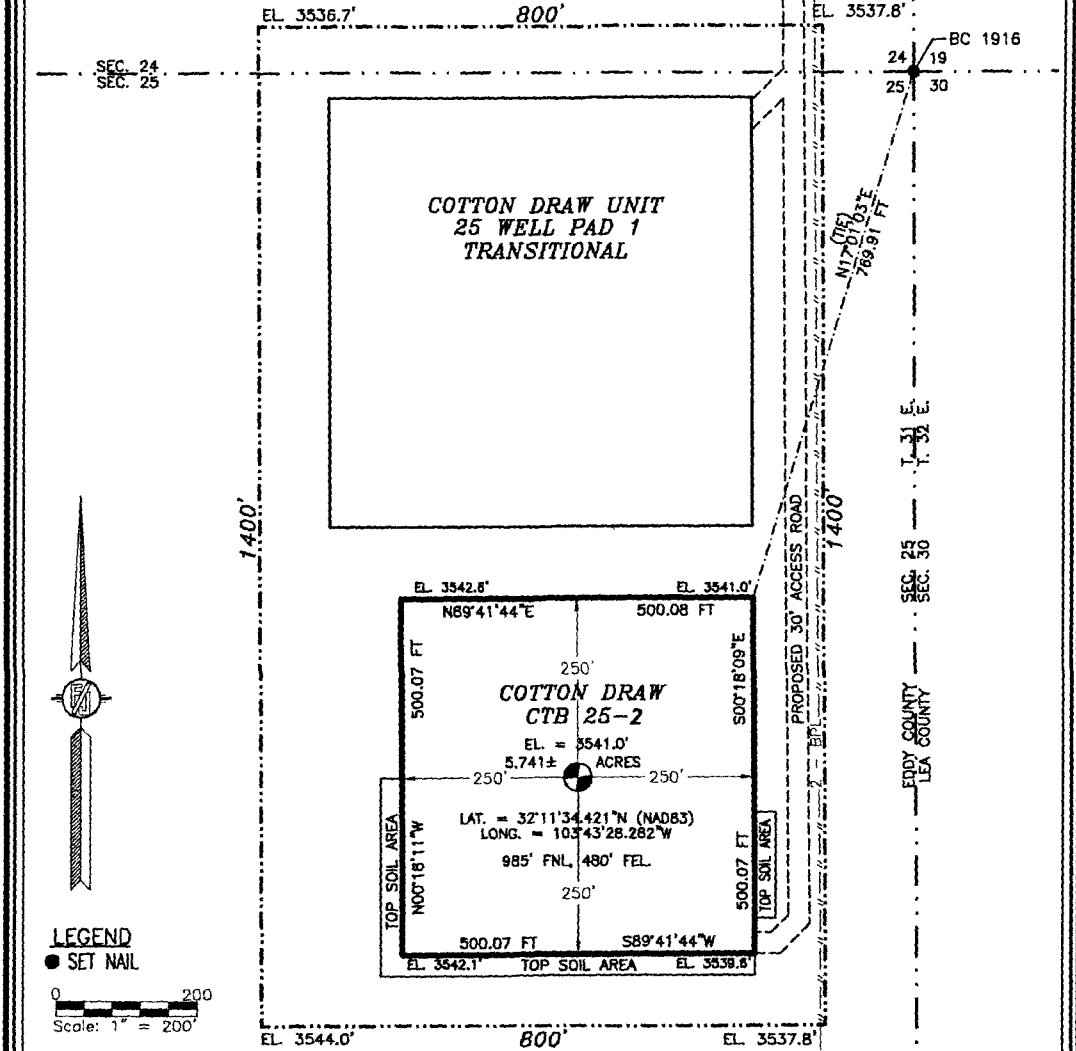 EL. 3536.7'
800'
EL. 3537.8'
BC 1916
SEC. 24
SEC. 25
24
19
25
30
COTTON DRAW UNIT
25 WELL PAD 1
TRANSITIONAL
(TIE)
N17°01'03"E
769.91 FT
T. 31 E.
T. 32 E.
1400'
1400'
PROPOSED 30' ACCESS ROAD
SEC. 25
SEC. 30
EL. 3542.8'
EL. 3541.0'
N89°41'44"E
500.08 FT
500.07 FT
S00°18'09"E
250'
COTTON DRAW
CTB 25-2
EL. = 3541.0'
5.741± ACRES
250'
250'
2 - BPL
EDDY COUNTY
LEA COUNTY
LAT. = 32°11'34.421"N (NAD83)
LONG. = 103°43'28.282"W
985' FNL, 480' FEL
250'
TOP SOIL AREA
N00°18'11"W
500.07 FT
TOP SOIL AREA
500.07 FT
S89°41'44"W
EL. 3542.1'
TOP SOIL AREA
EL. 3539.6'
LEGEND
SET NAIL
0
200
Scale: 1" = 200'
EL. 3544.0'
800'
EL. 3537.8'